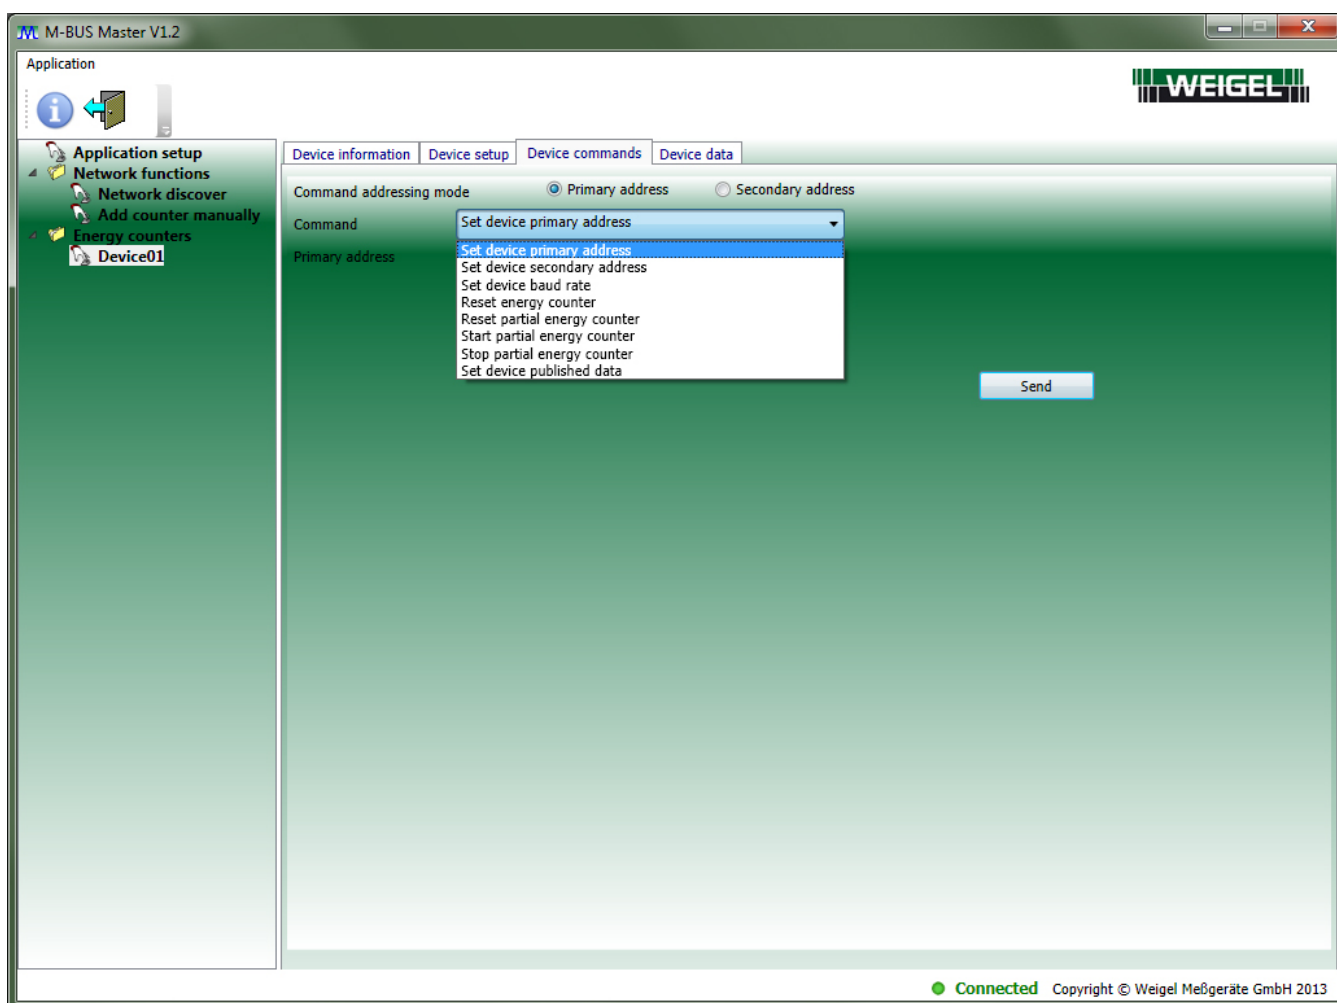 M-BUS Master V1.2
Application
WEIGEL
Application setup
Network functions
Network discover
Add counter manually
Energy counters
Device01
Device information Device setup Device commands Device data
Command addressing mode Primary address Secondary address
Command Set device primary address
Primary address
Set device primary address
Set device secondary address
Set device baud rate
Reset energy counter
Reset partial energy counter
Start partial energy counter
Stop partial energy counter
Set device published data
Send
Connected Copyright © Weigel Meßgeräte GmbH 2013